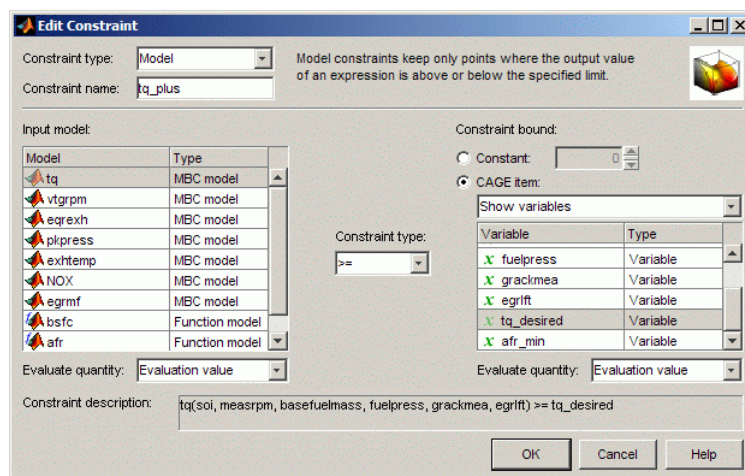 Edit Constraint
Constraint type: Model
Model constraints keep only points where the output value
of an expression is above or below the specified limit.
Constraint name: tq_plus
Input model:
Constraint bound:
Model Type
tq MBC model
vtgrpm MBC model
eqrexh MBC model
pkpress MBC model
exhtemp MBC model
NOX MBC model
egrmf MBC model
bsfc Function model
afr Function model
Constraint type:
>=
Constant: 0
CAGE item:
Show variables
Variable Type
x fuelpress Variable
x grackmea Variable
x egrlft Variable
x tq_desired Variable
x afr_min Variable
Evaluate quantity: Evaluation value
Evaluate quantity: Evaluation value
Constraint description: tq(soi, measrpm, basefuelmass, fuelpress, grackmea, egrlft) >= tq_desired
OK Cancel Help